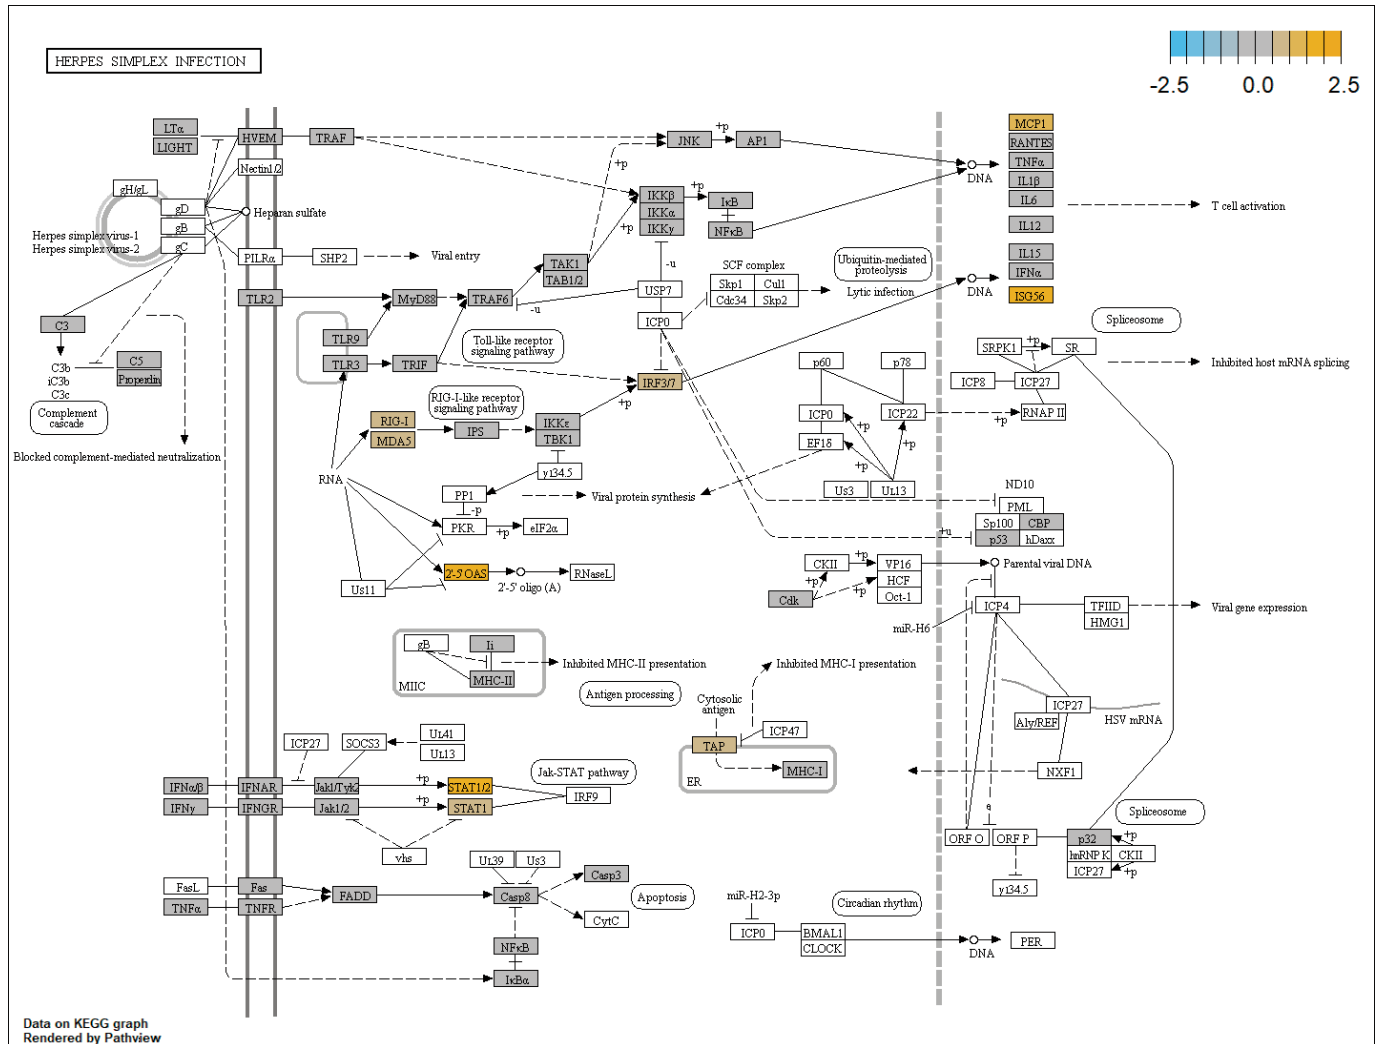 HERPES SIMPLEX INFECTION
-2.5 0.0 2.5
LTα
LIGHT
HVEM
TRAF
Nectin1/2
gH/gL
gD
gB
gC
Heparan sulfate
Herpes simplex virus-1
Herpes simplex virus-2
PILRα
SHP2
Viral entry
TLR2
MyD88
TRAF6
TAK1
TAB1/2
JNK
+p
AP1
+p
IKKβ
IKKα
IKKγ
+p
+p
IκB
NFκB
DNA
MCP1
RANTES
TNFα
IL1β
IL6
IL12
IL15
IFNα
ISG56
T cell activation
DNA
-u
USP7
-u
ICP0
SCF complex
Skp1
Cul1
Cdc34
Skp2
Ubiquitin-mediated
proteolysis
Lytic infection
C3
C3b
iC3b
C3c
C5
Properdin
Complement
cascade
Blocked complement-mediated neutralization
TLR9
TLR3
TRIF
Toll-like receptor
signaling pathway
IRF3/7
+p
RIG-I-like receptor
signaling pathway
RIG-I
MDA5
IPS
IKKε
TBK1
γ134.5
RNA
PP1
-p
Viral protein synthesis
PKR
+p
eIF2α
2'-5' OAS
2'-5' oligo (A)
RNaseL
Us11
p60
p78
ICP0
ICP22
EF1δ
+p
+p
+p
Us3
UL13
Spliceosome
SRPK1
+p
SR
ICP8
ICP27
RNAP II
+p
Inhibited host mRNA splicing
ND10
PML
Sp100
CBP
p53
hDaxx
+u
CKII
+p
VP16
HCF
Oct-1
Cdk
+p
+p
Parental viral DNA
ICP4
TFIID
HMG1
Viral gene expression
miR-H6
gB
Ii
MHC-II
MIIC
Inhibited MHC-II presentation
Antigen processing
Inhibited MHC-I presentation
Cytosolic
antigen
TAP
ICP47
MHC-I
ER
ICP27
Aly/REF
HSV mRNA
NXF1
ICP27
SOCS3
UL41
UL13
IFNα/β
IFNAR
Jak1/Tyk2
+p
STAT1/2
Jak-STAT pathway
IRF9
IFNγ
IFNGR
Jak1/2
+p
STAT1
vhs
e
ORF O
ORF P
γ134.5
Spliceosome
p32
+p
hnRNP K
CKII
ICP27
+p
UL39
Us3
FasL
Fas
FADD
Casp8
Casp3
Apoptosis
CytC
TNFα
TNFR
NFκB
IκBα
miR-H2-3p
ICP0
BMAL1
CLOCK
Circadian rhythm
DNA
PER
Data on KEGG graph
Rendered by Pathview